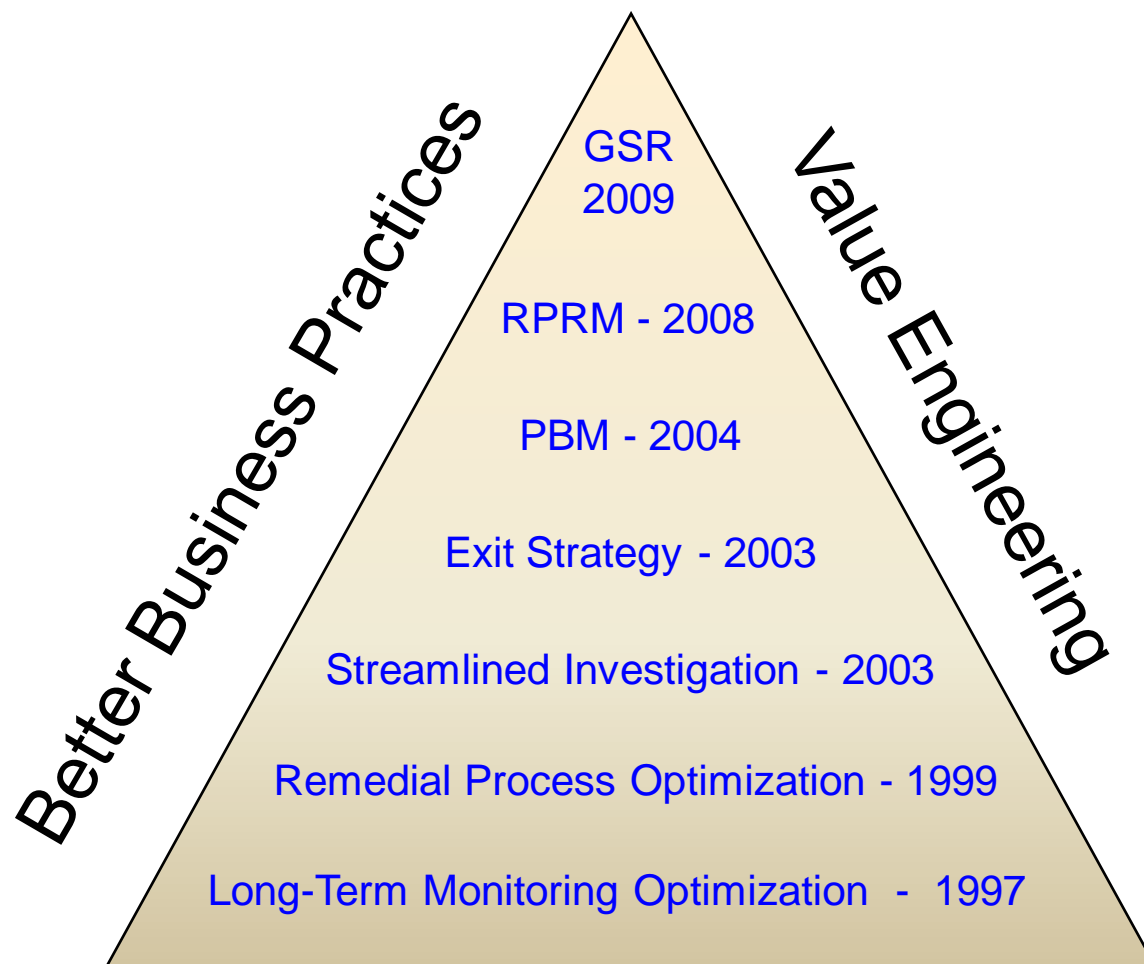 Better Business Practices
Value Engineering
GSR
2009
RPRM - 2008
PBM - 2004
Exit Strategy - 2003
Streamlined Investigation - 2003
Remedial Process Optimization - 1999
Long-Term Monitoring Optimization - 1997